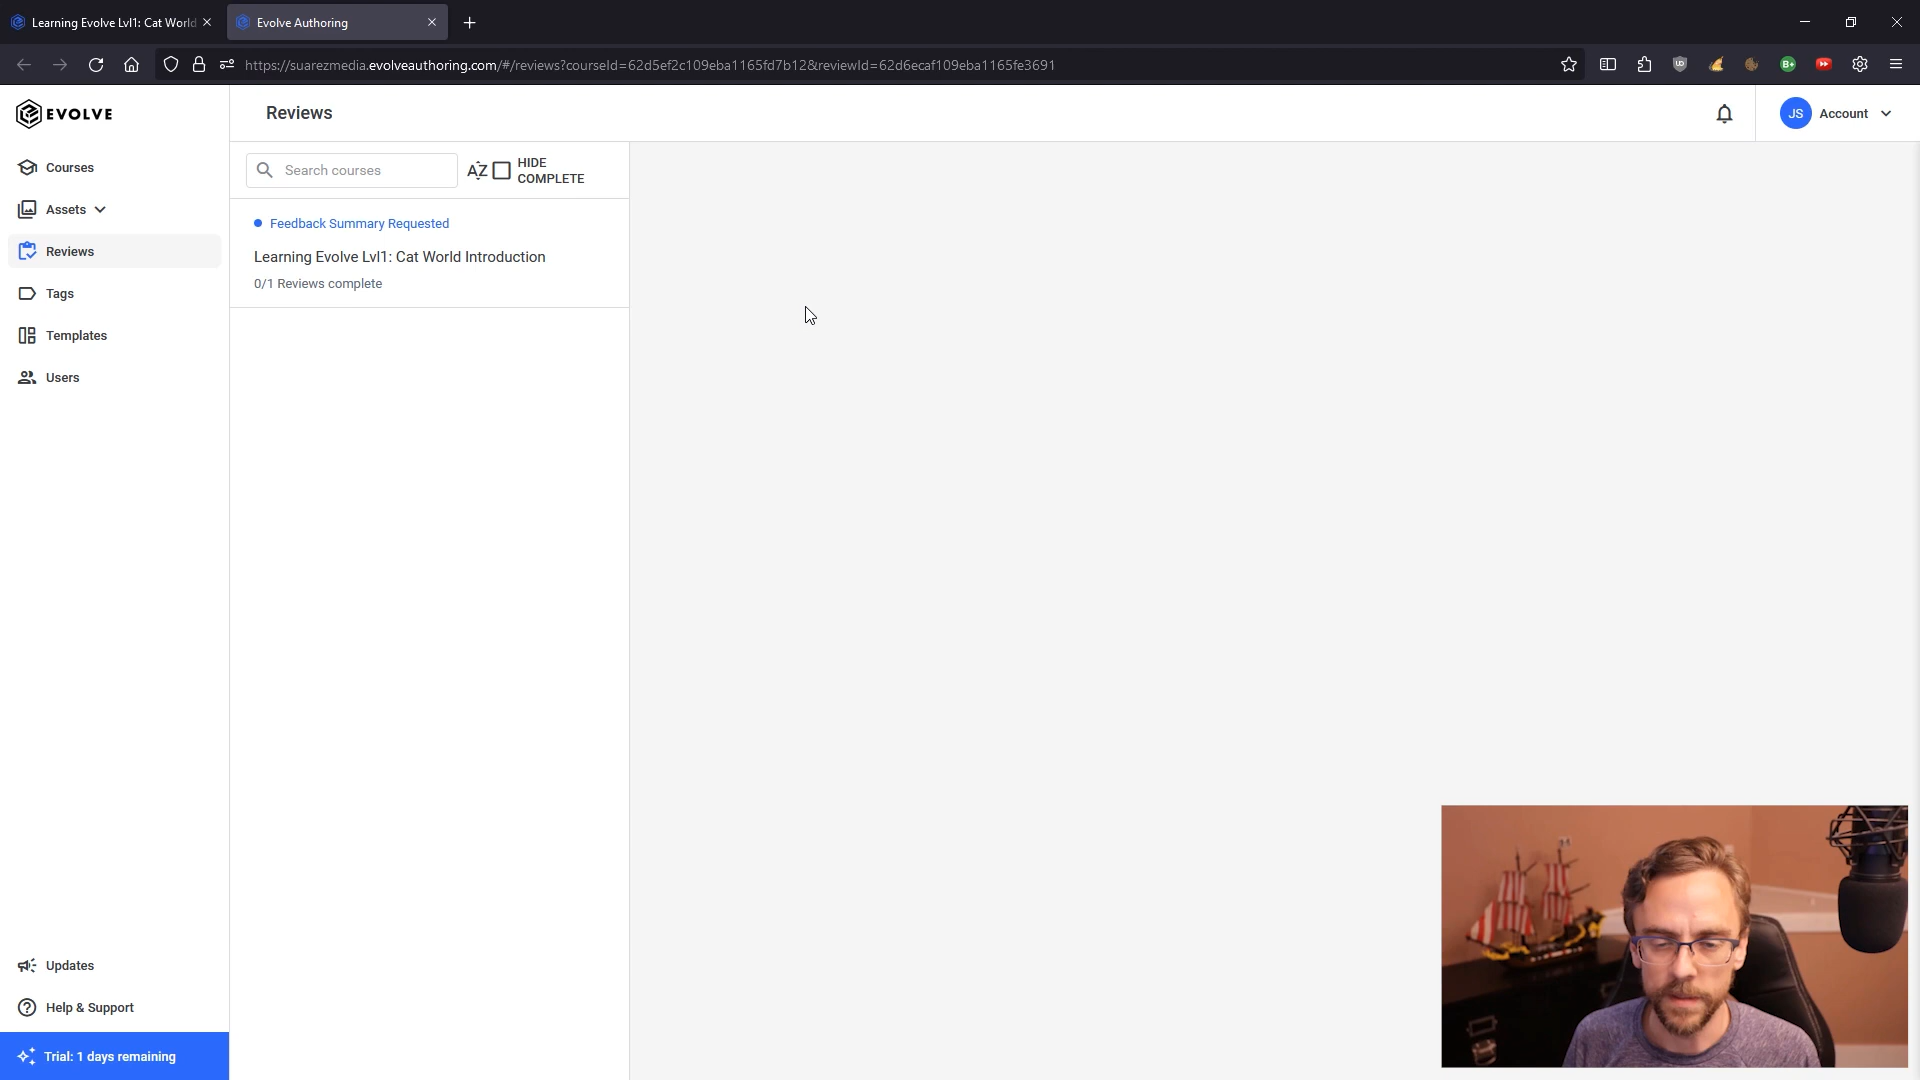 Learning Evolve Lvl1: Cat World
Evolve Authoring
https://suarezmedia.evolveauthoring.com/#/reviews?courseId=62d5ef2c109eba1165fd7b12&reviewId=62d6ecaf109eba1165fe3691
EVOLVE
Reviews
JS Account
Courses
Assets
Reviews
Tags
Templates
Users
Search courses
AZ
HIDE
COMPLETE
Feedback Summary Requested
Learning Evolve Lvl1: Cat World Introduction
0/1 Reviews complete
Updates
Help & Support
Trial: 1 days remaining